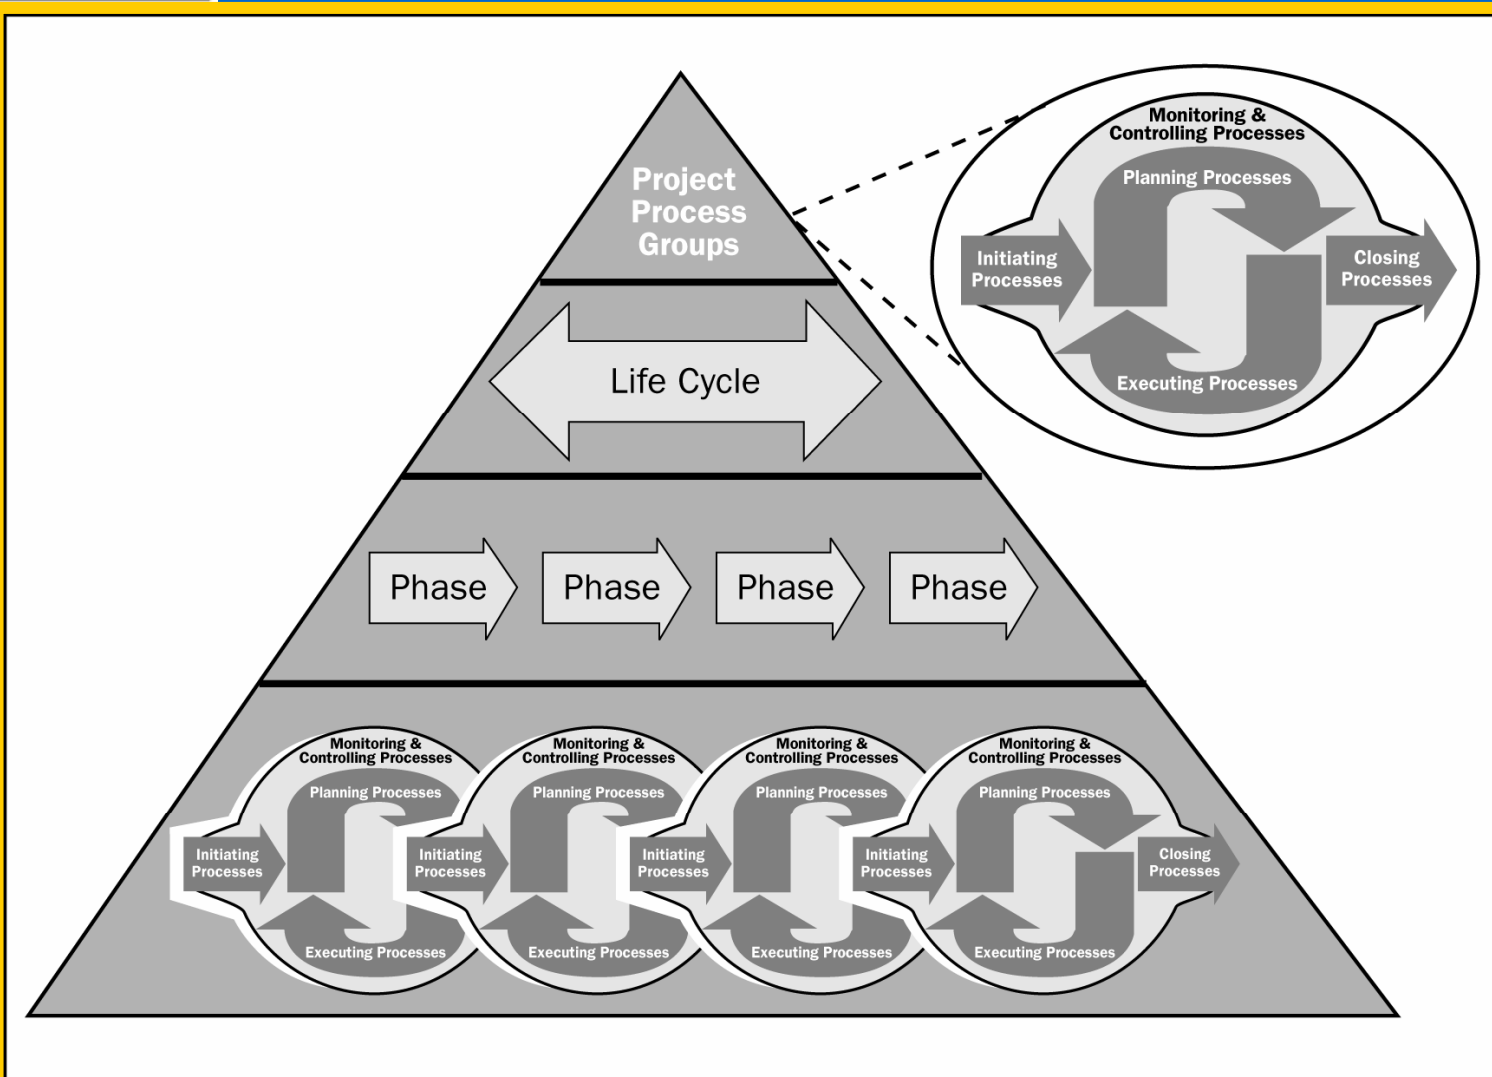 Project
Process
Groups
Monitoring &
Controlling Processes
Planning Processes
Initiating
Processes
Closing
Processes
Executing Processes
Life Cycle
Phase
Phase
Phase
Phase
Monitoring &
Controlling Processes
Planning Processes
Initiating
Processes
Executing Processes
Monitoring &
Controlling Processes
Planning Processes
Initiating
Processes
Executing Processes
Monitoring &
Controlling Processes
Planning Processes
Initiating
Processes
Executing Processes
Monitoring &
Controlling Processes
Planning Processes
Initiating
Processes
Closing
Processes
Executing Processes